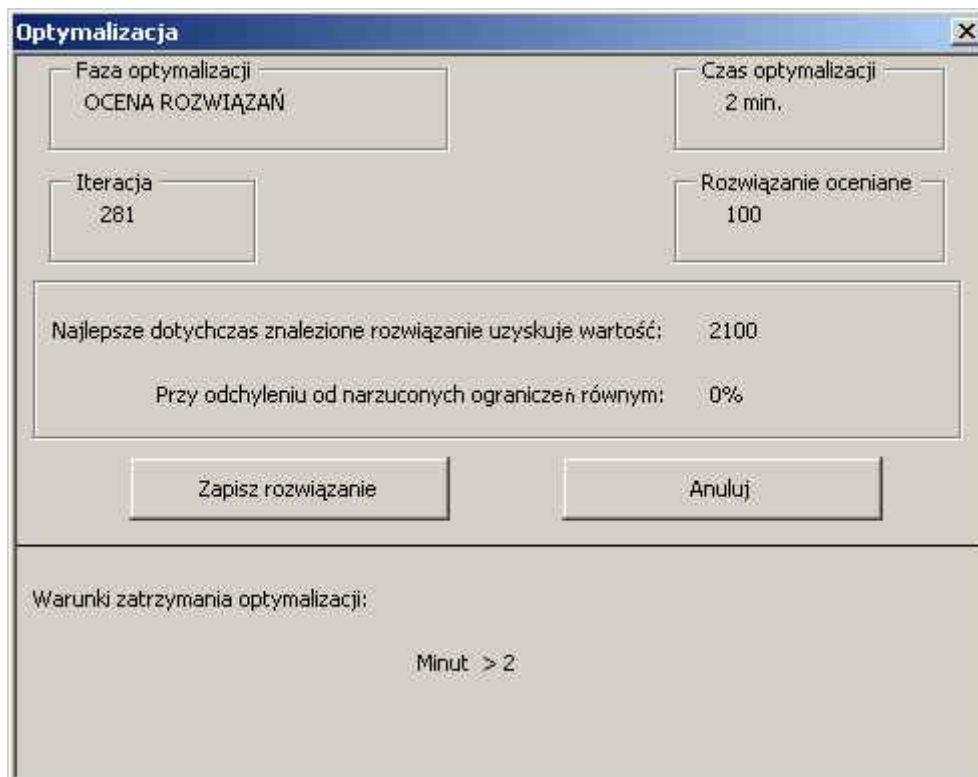 Optymalizacja
Faza optymalizacji
OCENA ROZWIĄZAŃ
Czas optymalizacji
2 min.
Iteracja
281
Rozwiązanie oceniane
100
Najlepsze dotychczas znalezione rozwiązanie uzyskuje wartość: 2100
Przy odchyleniu od narzuconych ograniczeń równym: 0%
Zapisz rozwiązanie
Anuluj
Warunki zatrzymania optymalizacji:
Minut > 2